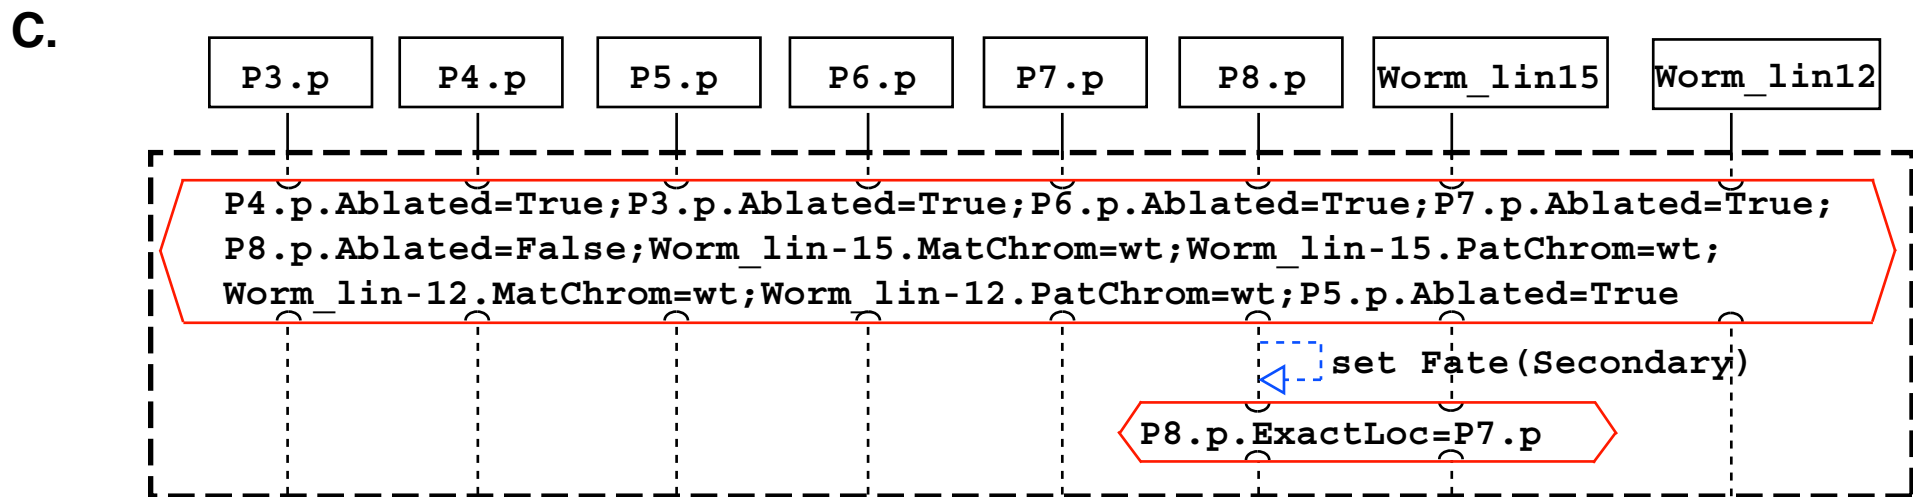 C.
P3.p P4.p P5.p P6.p P7.p P8.p Worm_lin15 Worm_lin12
P4.p.Ablated=True;P3.p.Ablated=True;P6.p.Ablated=True;P7.p.Ablated=True;
P8.p.Ablated=False;Worm_lin-15.MatChrom=wt;Worm_lin-15.PatChrom=wt;
Worm_lin-12.MatChrom=wt;Worm_lin-12.PatChrom=wt;P5.p.Ablated=True
set Fate(Secondary)
P8.p.ExactLoc=P7.p